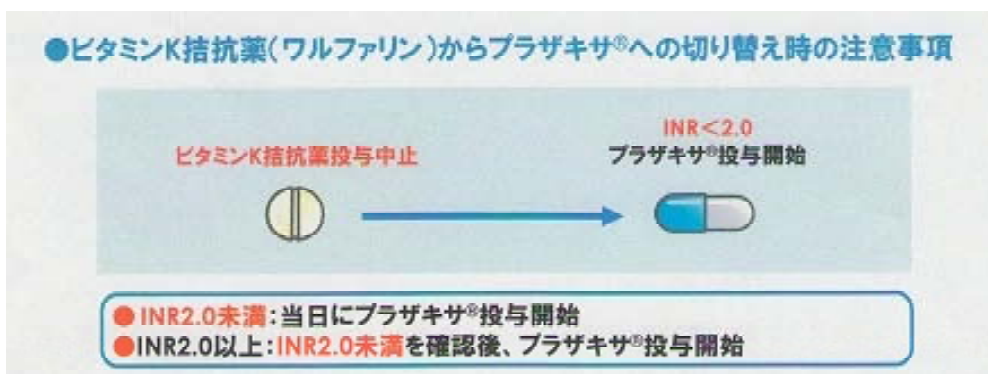 ●ビタミンK拮抗薬(ワルファリン)からプラザキサ®への切り替え時の注意事項
INR<2.0
ビタミンK拮抗薬投与中止
プラザキサ®投与開始
●INR2.0未満:当日にプラザキサ®投与開始
●INR2.0以上:INR2.0未満を確認後、プラザキサ®投与開始